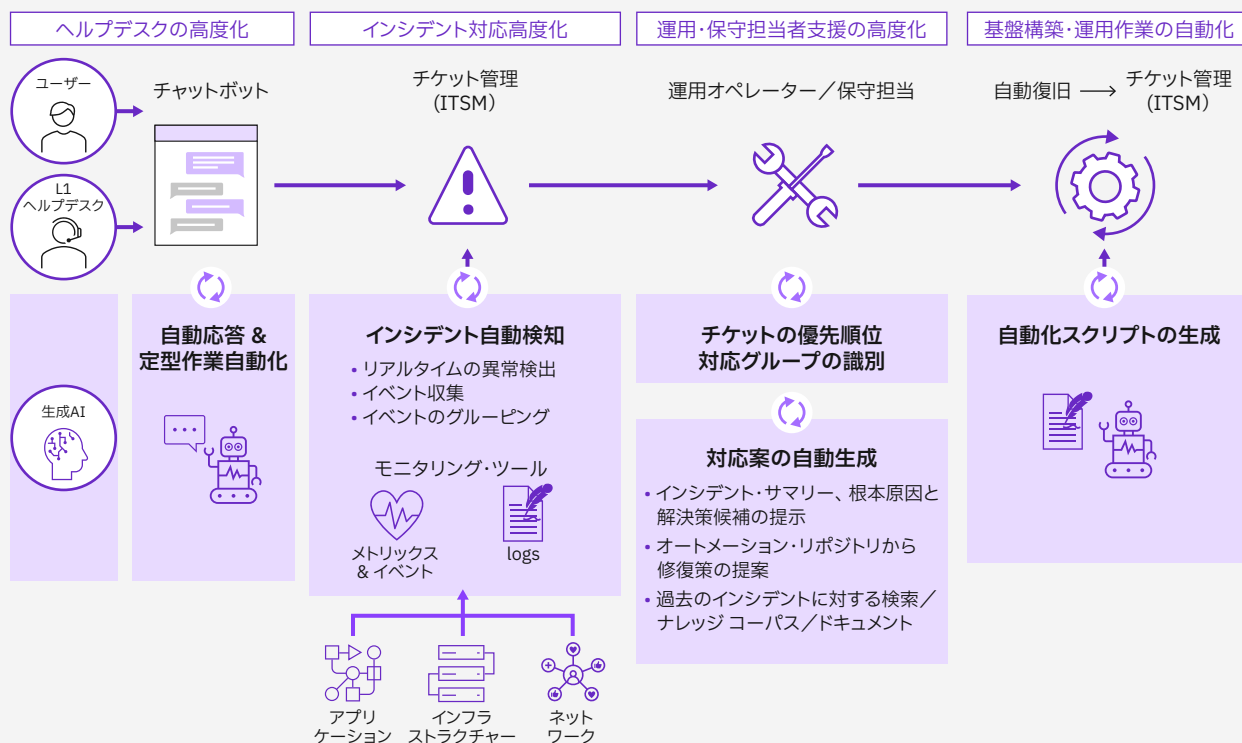 ヘルプデスクの高度化
インシデント対応高度化
運用・保守担当者支援の高度化
基盤構築・運用作業の自動化
ユーザー
L1
ヘルプデスク
チャットボット
チケット管理
(ITSM)
運用オペレーター／保守担当
自動復旧
チケット管理
(ITSM)
生成AI
自動応答 &
定型作業自動化
インシデント自動検知
• リアルタイムの異常検出
• イベント収集
• イベントのグルーピング
モニタリング・ツール
メトリックス
& イベント
logs
アプリ
ケーション
インフラ
ストラクチャー
ネット
ワーク
チケットの優先順位
対応グループの識別
対応案の自動生成
• インシデント・サマリー、根本原因と
解決策候補の提示
• オートメーション・リポジトリから
修復策の提案
• 過去のインシデントに対する検索／
ナレッジ コーパス／ドキュメント
自動化スクリプトの生成